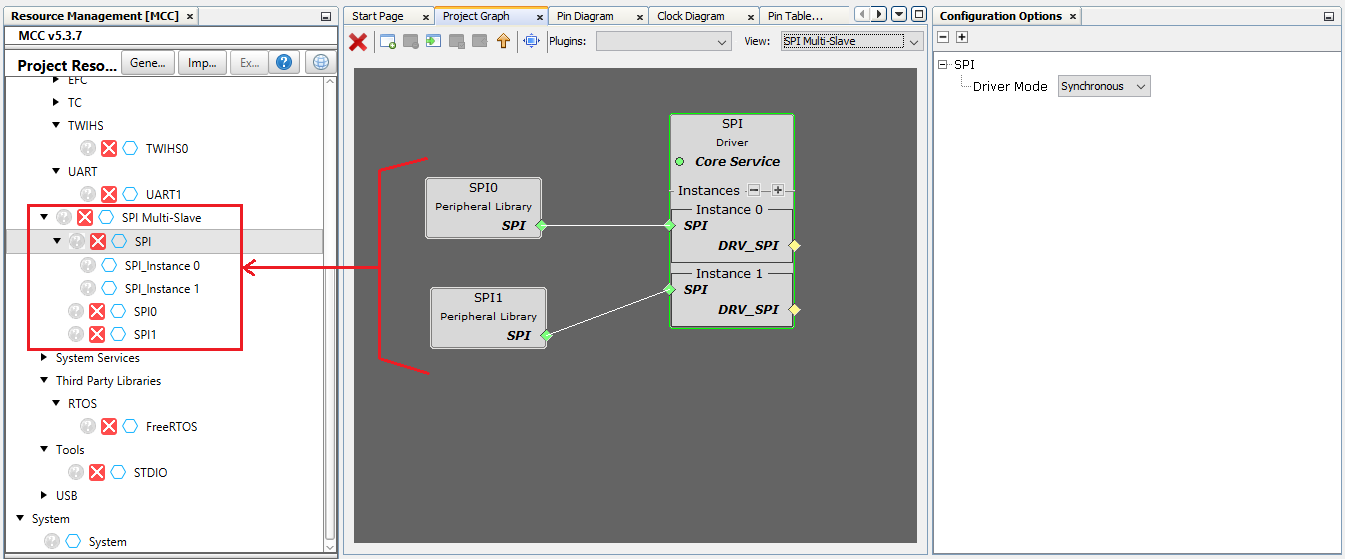 Resource Management [MCC] ×
MCC v5.3.7
Project Reso...
Gene...
Imp...
Ex...
?
EFC
TC
TWIHS
TWIHS0
UART
UART1
SPI Multi-Slave
SPI
SPI_Instance 0
SPI_Instance 1
SPI0
SPI1
System Services
Third Party Libraries
RTOS
FreeRTOS
Tools
STDIO
USB
System
System
Start Page × Project Graph × Pin Diagram × Clock Diagram × Pin Table...
Plugins: View: SPI Multi-Slave
SPI0
Peripheral Library
SPI
SPI1
Peripheral Library
SPI
SPI
Driver
Core Service
Instances
Instance 0
SPI
DRV_SPI
Instance 1
SPI
DRV_SPI
Configuration Options ×
SPI
Driver Mode Synchronous